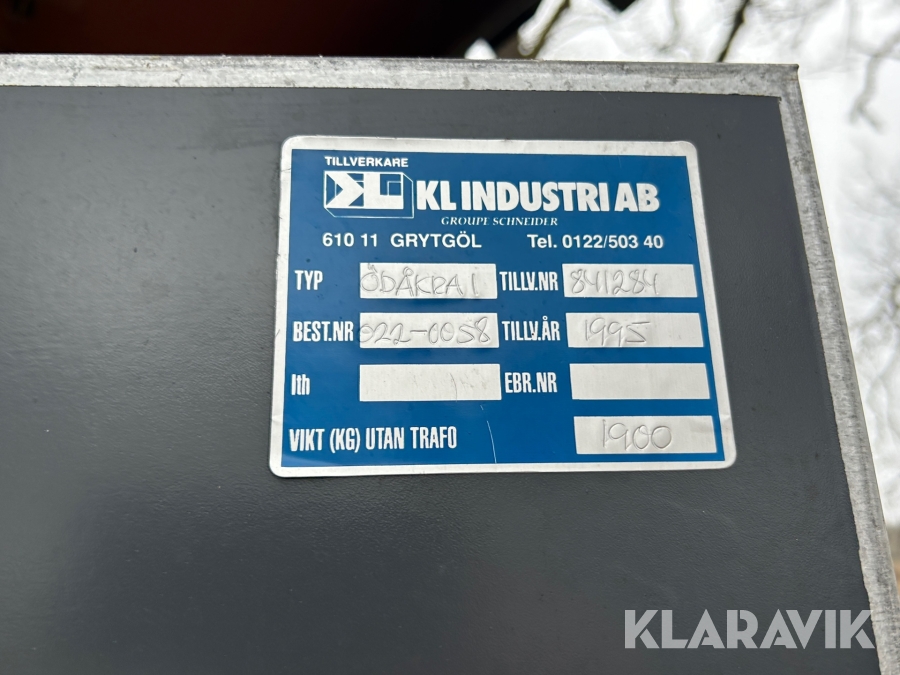 TILLVERKARE
KL INDUSTRI AB
GROUPE SCHNEIDER
610 11 GRYTGÖL Tel. 0122/503 40
TYP ÖDÅKRA I TILLV.NR 841284
BEST.NR 022-0058 TILLV.ÅR 1995
Ith EBR.NR
VIKT (KG) UTAN TRAFO 1900
KLARAVIK